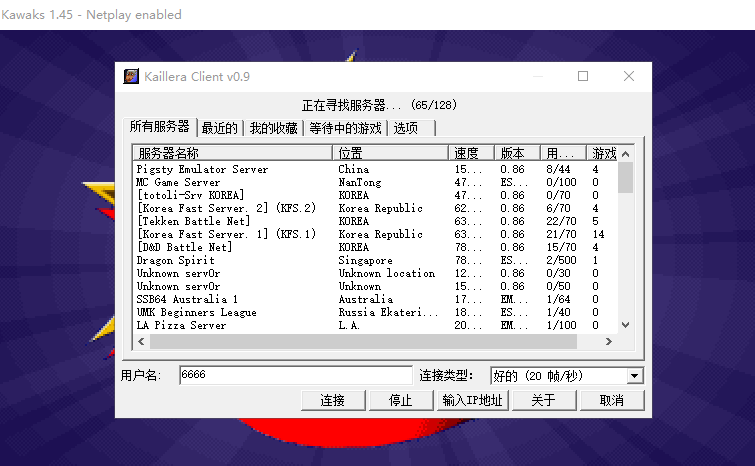 Kawaks 1.45 - Netplay enabled
Kaillera Client v0.9
正在寻找服务器... (65/128)
所有服务器 最近的 我的收藏 等待中的游戏 选项
服务器名称 位置 速度 版本 用... 游戏
Pigsty Emulator Server China 15... 0.86 8/44 4
MC Game Server NanTong 47... ES... 0/100 0
[totoli-Srv KOREA] KOREA 47... 0.86 0/70 0
[Korea Fast Server. 2] (KFS.2) Korea Republic 62... 0.86 6/70 4
[Tekken Battle Net] KOREA 63... 0.86 22/70 5
[Korea Fast Server. 1] (KFS.1) Korea Republic 63... 0.86 21/70 14
[D&D Battle Net] KOREA 78... 0.86 15/70 4
Dragon Spirit Singapore 78... ES... 2/500 1
Unknown serv0r Unknown location 12... 0.86 0/30 0
Unknown serv0r Unknown 15... 0.86 0/50 0
SSB64 Australia 1 Australia 17... EM... 1/64 0
UMK Beginners League Russia Ekateri... 18... ES... 1/40 0
LA Pizza Server L.A. 20... EM... 1/100 0
用户名: 6666 连接类型: 好的 (20 帧/秒)
连接 停止 输入IP地址 关于 取消